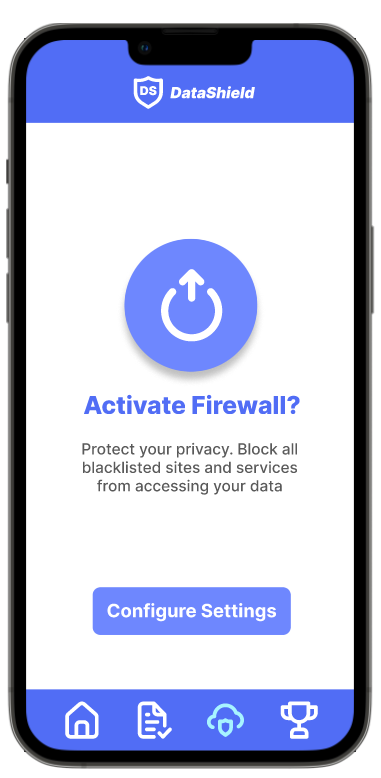 DS DataShield
Activate Firewall?
Protect your privacy. Block all
blacklisted sites and services
from accessing your data
Configure Settings